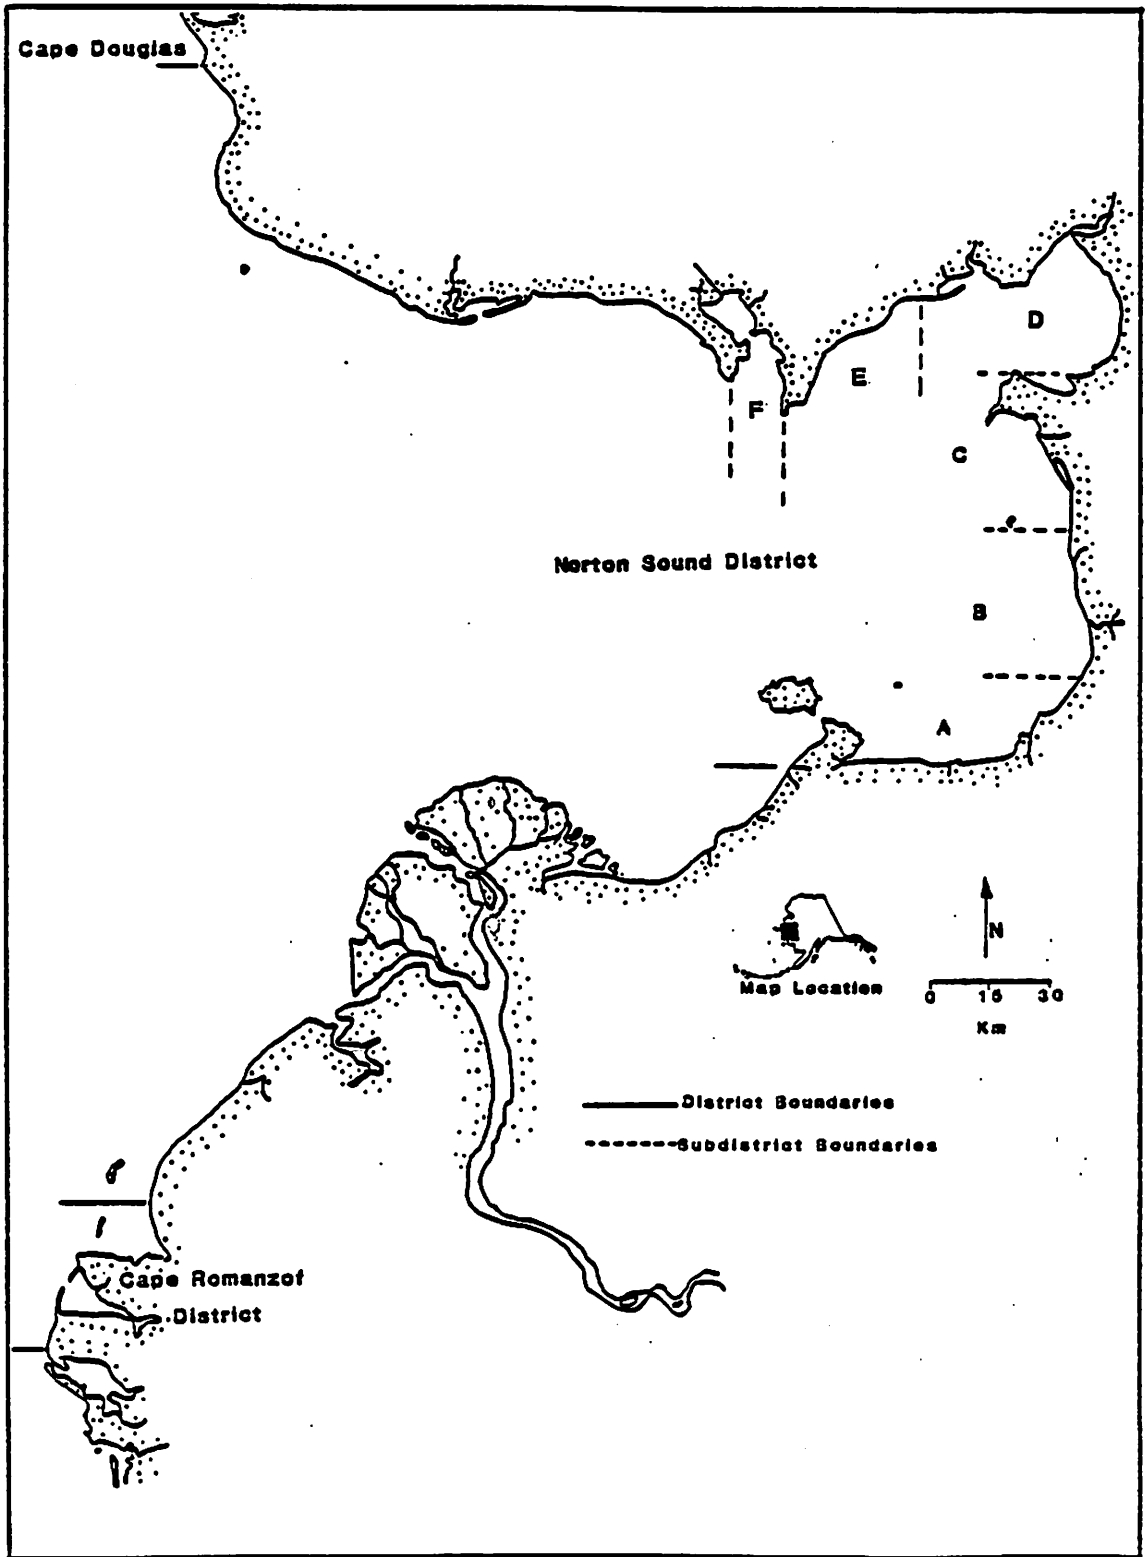 Cape Douglas
D
E
F
C
Norton Sound District
B
A
N
Map Location
0 15 30
Km
District Boundaries
Subdistrict Boundaries
Cape Romanzof
District